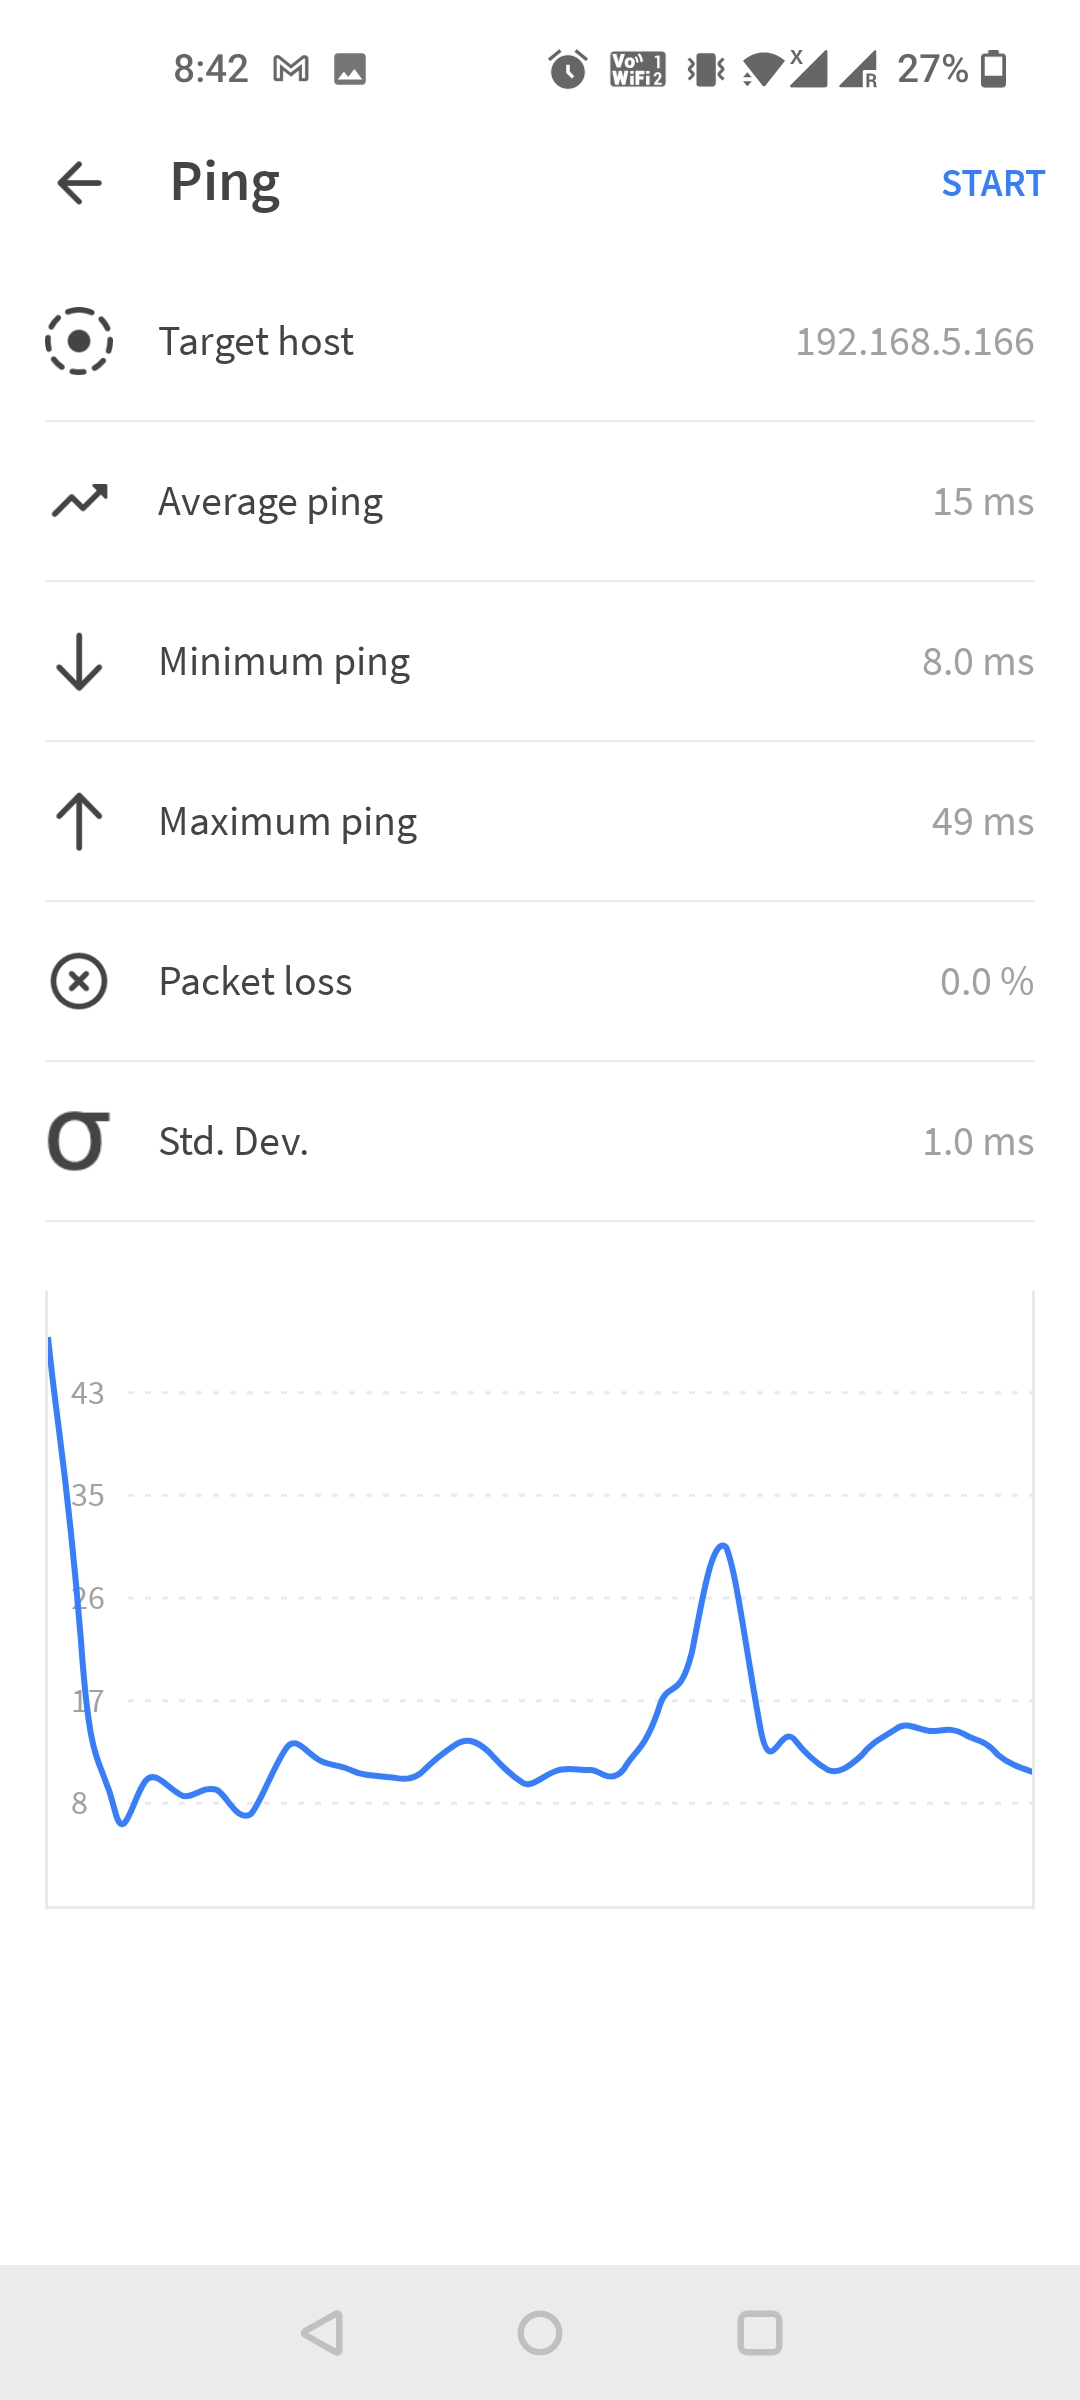 8:42
Vo 1
WiFi 2
X
R
27%
Ping
START
Target host 192.168.5.166
Average ping 15 ms
Minimum ping 8.0 ms
Maximum ping 49 ms
Packet loss 0.0 %
σ Std. Dev. 1.0 ms
43
35
26
17
8